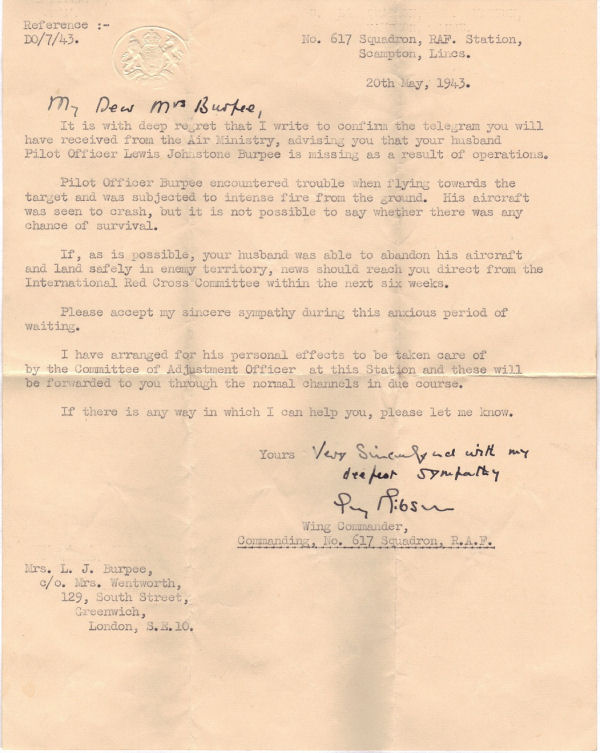 Reference :-
DO/7/43.
No. 617 Squadron, RAF. Station,
Scampton, Lincs.
20th May, 1943.
My Dear Mrs Burpee,
It is with deep regret that I write to confirm the telegram you will
have received from the Air Ministry, advising you that your husband
Pilot Officer Lewis Johnstone Burpee is missing as a result of operations.
Pilot Officer Burpee encountered trouble when flying towards the
target and was subjected to intense fire from the ground. His aircraft
was seen to crash, but it is not possible to say whether there was any
chance of survival.
If, as is possible, your husband was able to abandon his aircraft
and land safely in enemy territory, news should reach you direct from the
International Red Cross Committee within the next six weeks.
Please accept my sincere sympathy during this anxious period of
waiting.
I have arranged for his personal effects to be taken care of
by the Committee of Adjustment Officer at this Station and these will
be forwarded to you through the normal channels in due course.
If there is any way in which I can help you, please let me know.
Yours Very Sincerely and with my
deepest sympathy
Guy Gibson
Wing Commander,
Commanding, No. 617 Squadron, R.A.F.
Mrs. L. J. Burpee,
c/o. Mrs. Wentworth,
129, South Street,
Greenwich,
London, S.E.10.